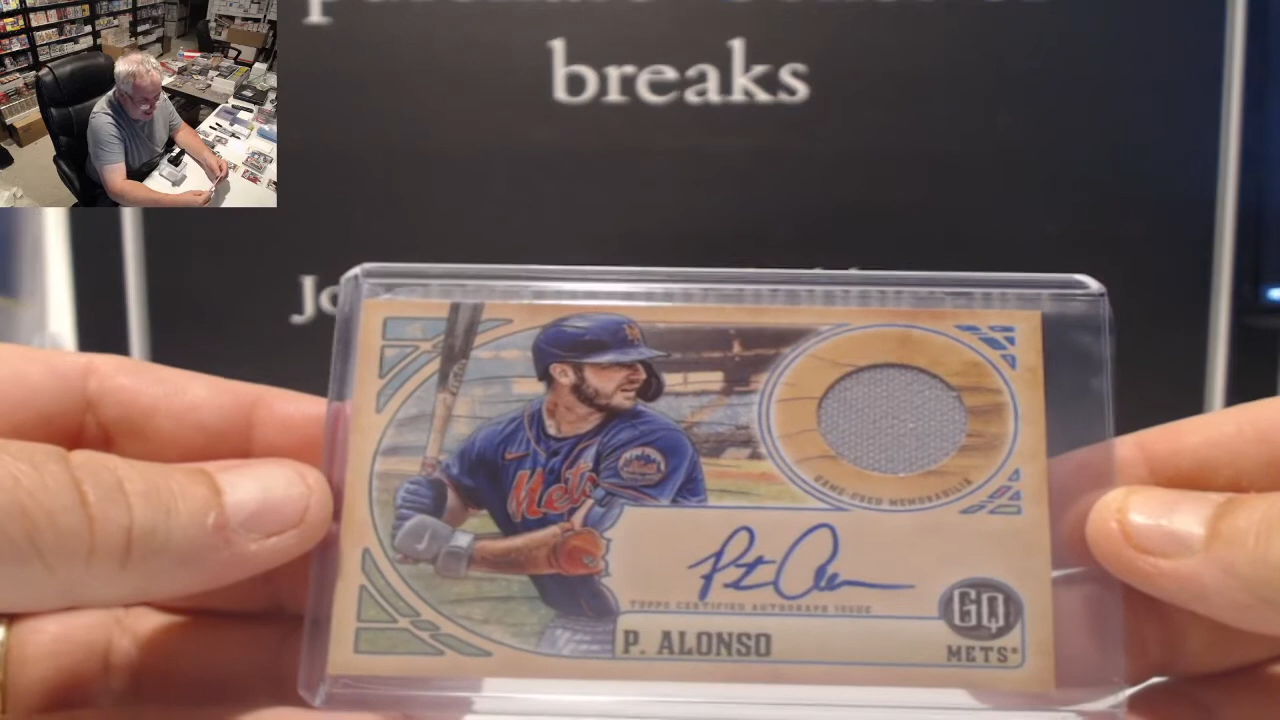 breaks
Mets
GAME-USED MEMORABILIA
TOPPS CERTIFIED AUTOGRAPH ISSUE
GQ
P. ALONSO
METS